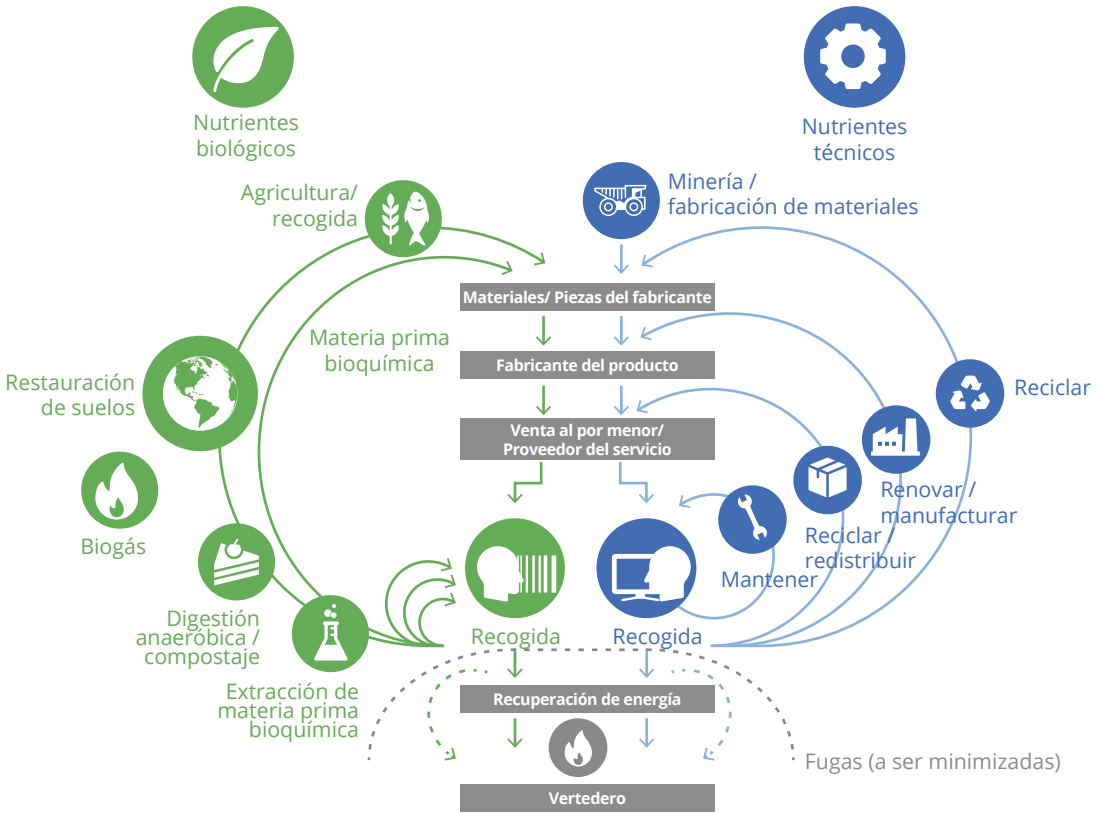 Nutrientes
biológicos
Nutrientes
técnicos
Agricultura/
recogida
Minería /
fabricación de materiales
Materiales/ Piezas del fabricante
Materia prima
bioquímica
Fabricante del producto
Restauración
de suelos
Reciclar
Venta al por menor/
Proveedor del servicio
Renovar /
manufacturar
Biogás
Reciclar /
redistribuir
Mantener
Digestión
anaeróbica /
compostaje
Recogida
Recogida
Extracción de
materia prima
bioquímica
Recuperación de energía
Fugas (a ser minimizadas)
Vertedero